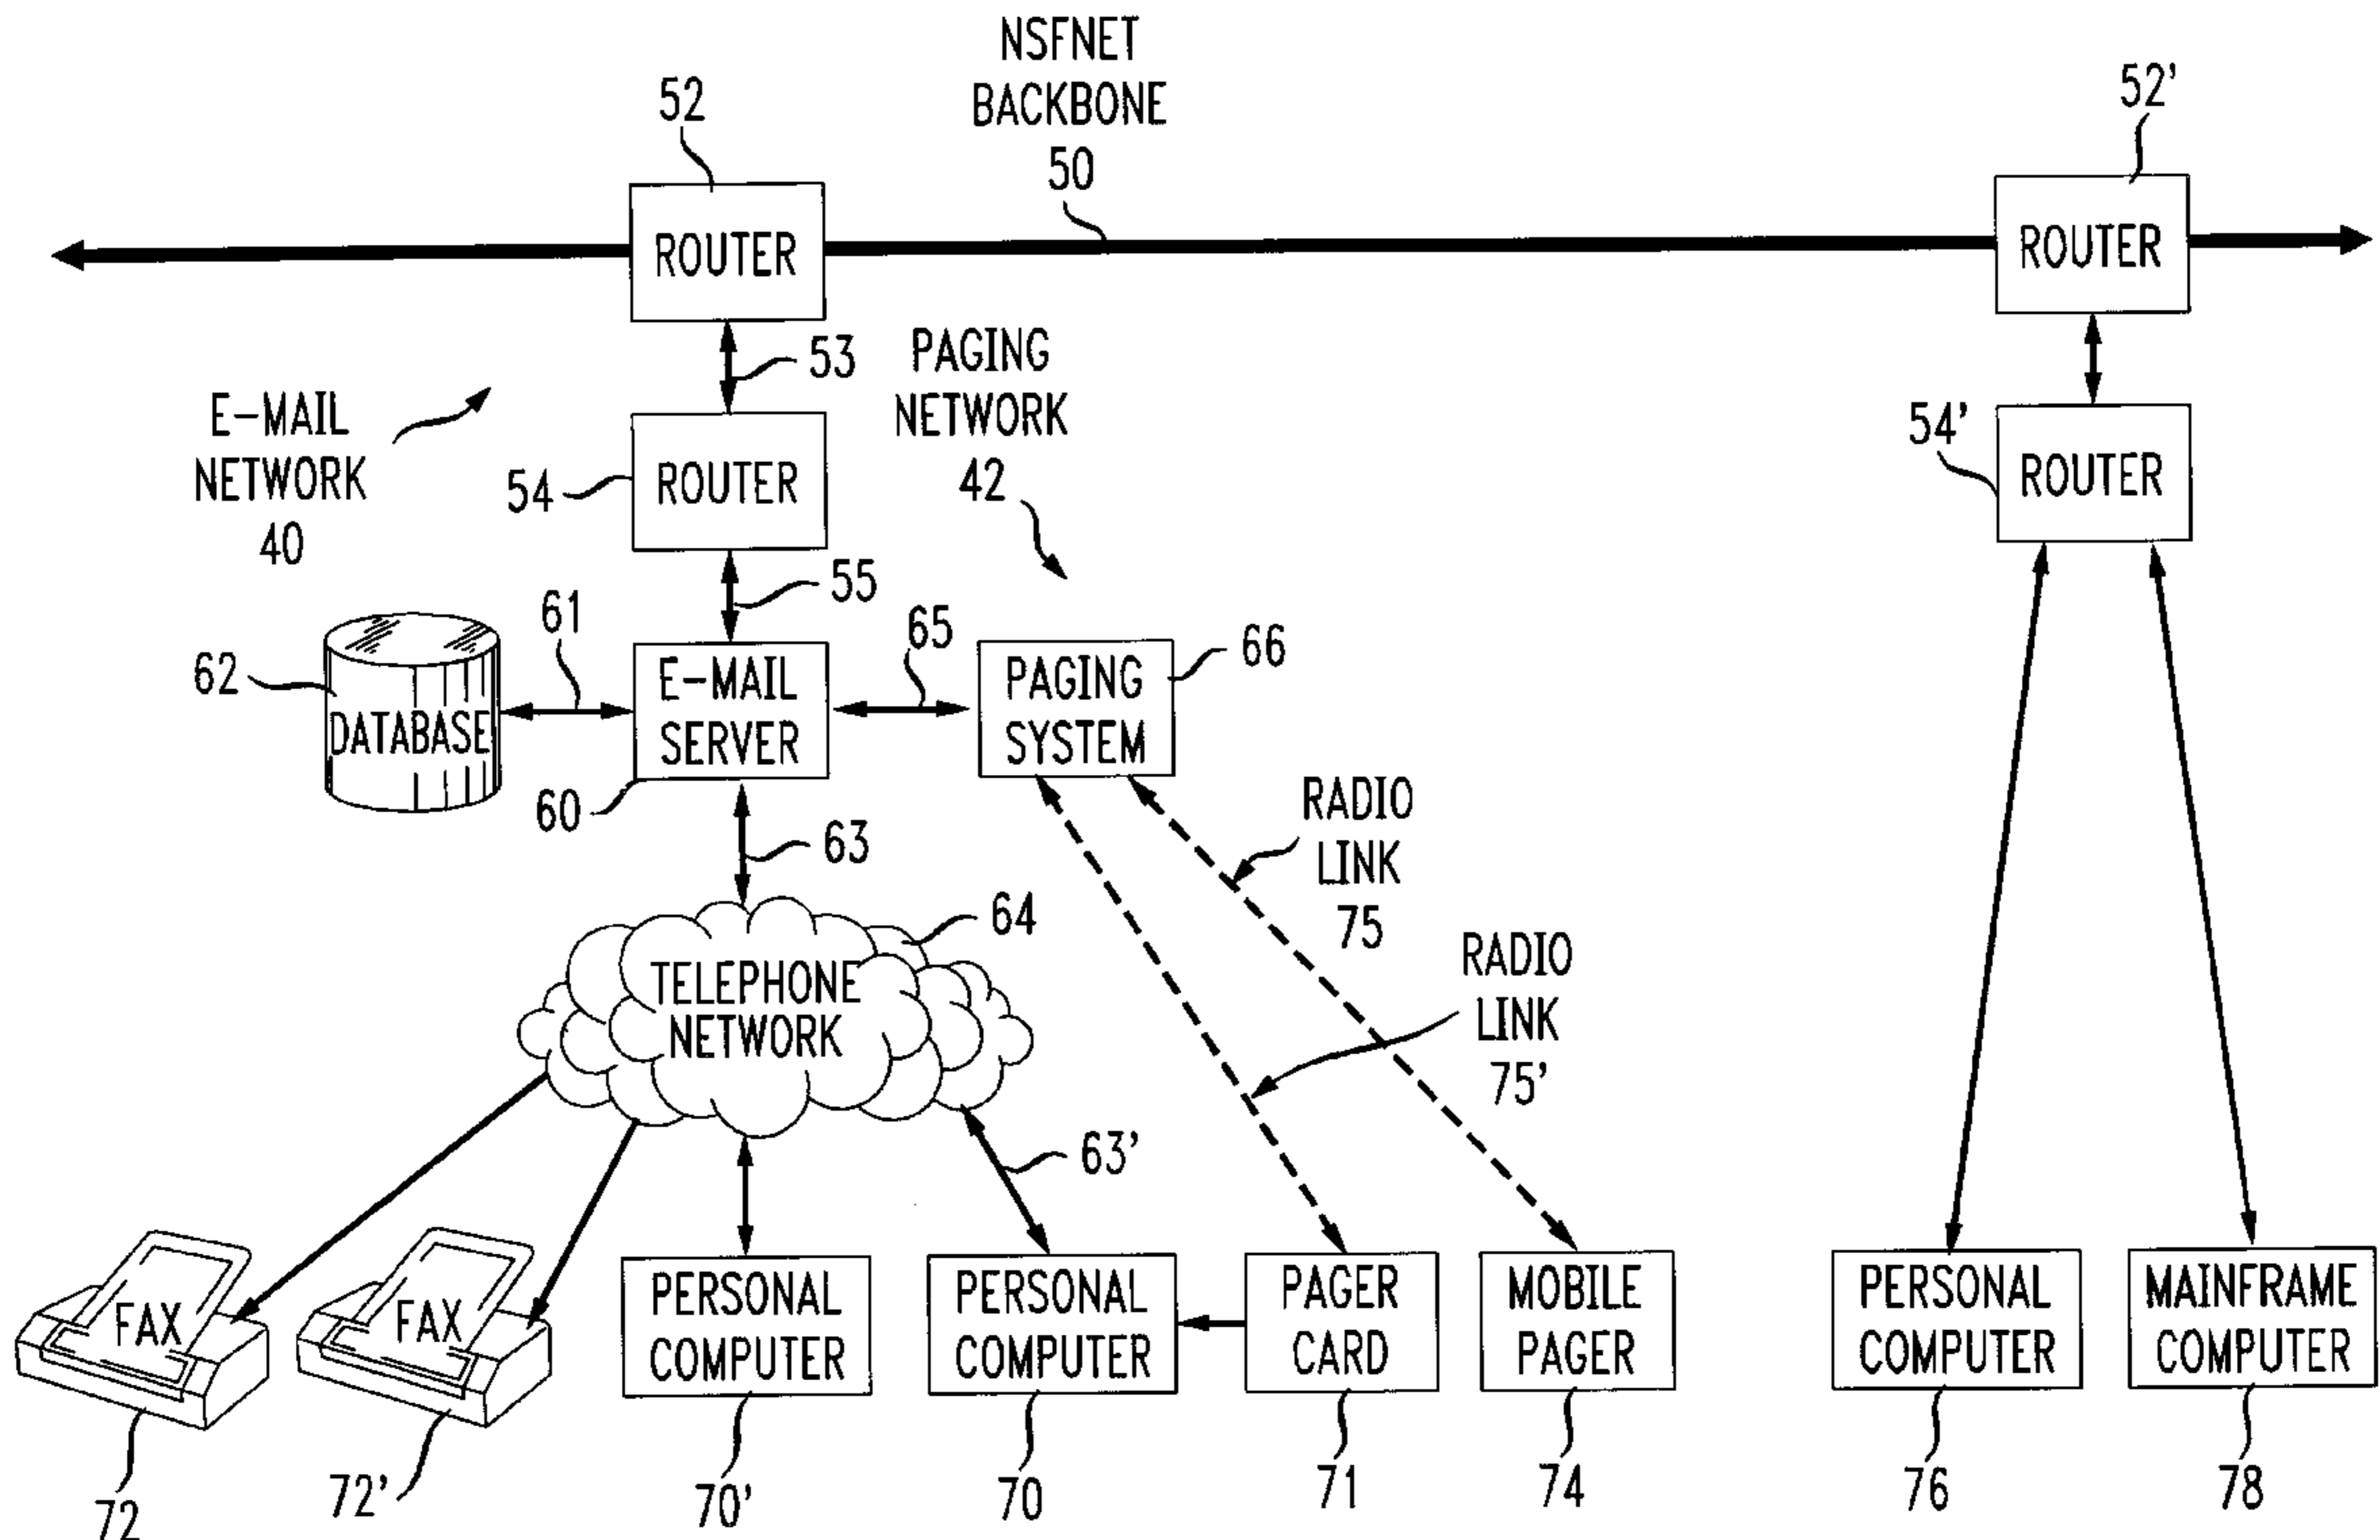 NSFNET
BACKBONE
50
52
52'
ROUTER
ROUTER
53
PAGING
NETWORK
42
E-MAIL
NETWORK
40
54
ROUTER
54'
ROUTER
55
61
65
62
DATABASE
E-MAIL
SERVER
60
PAGING
SYSTEM
66
63
RADIO
LINK
75
64
TELEPHONE
NETWORK
RADIO
LINK
75'
63'
FAX
FAX
PERSONAL
COMPUTER
PERSONAL
COMPUTER
PAGER
CARD
MOBILE
PAGER
PERSONAL
COMPUTER
MAINFRAME
COMPUTER
72
72'
70'
70
71
74
76
78